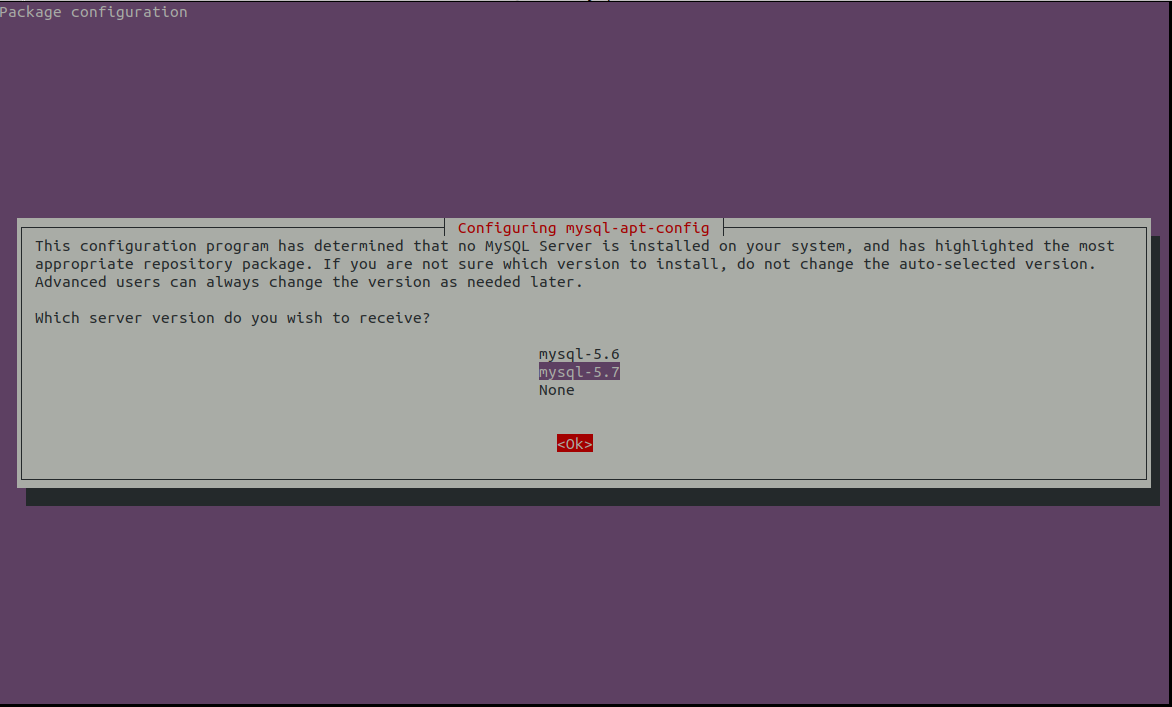 Package configuration
Configuring mysql-apt-config
This configuration program has determined that no MySQL Server is installed on your system, and has highlighted the most
appropriate repository package. If you are not sure which version to install, do not change the auto-selected version.
Advanced users can always change the version as needed later.
Which server version do you wish to receive?
mysql-5.6
mysql-5.7
None
<Ok>